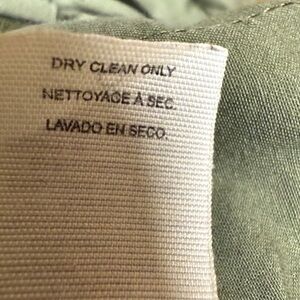 DRY CLEAN ONLY
NETTOYAGE À SEC.
LAVADO EN SECO.